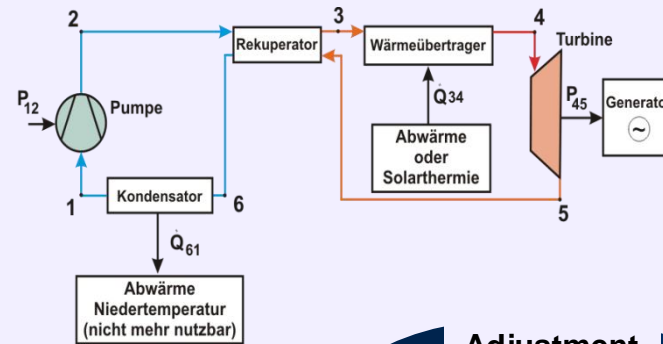 2
3
4
Turbine
Rekuperator
Wärmeübertrager
P12
Pumpe
Q̇34
P45
Generato
~
Abwärme
oder
Solarthermie
1
Kondensator
6
5
Q̇61
Abwärme
Niedertemperatur
(nicht mehr nutzbar)
Adjustment